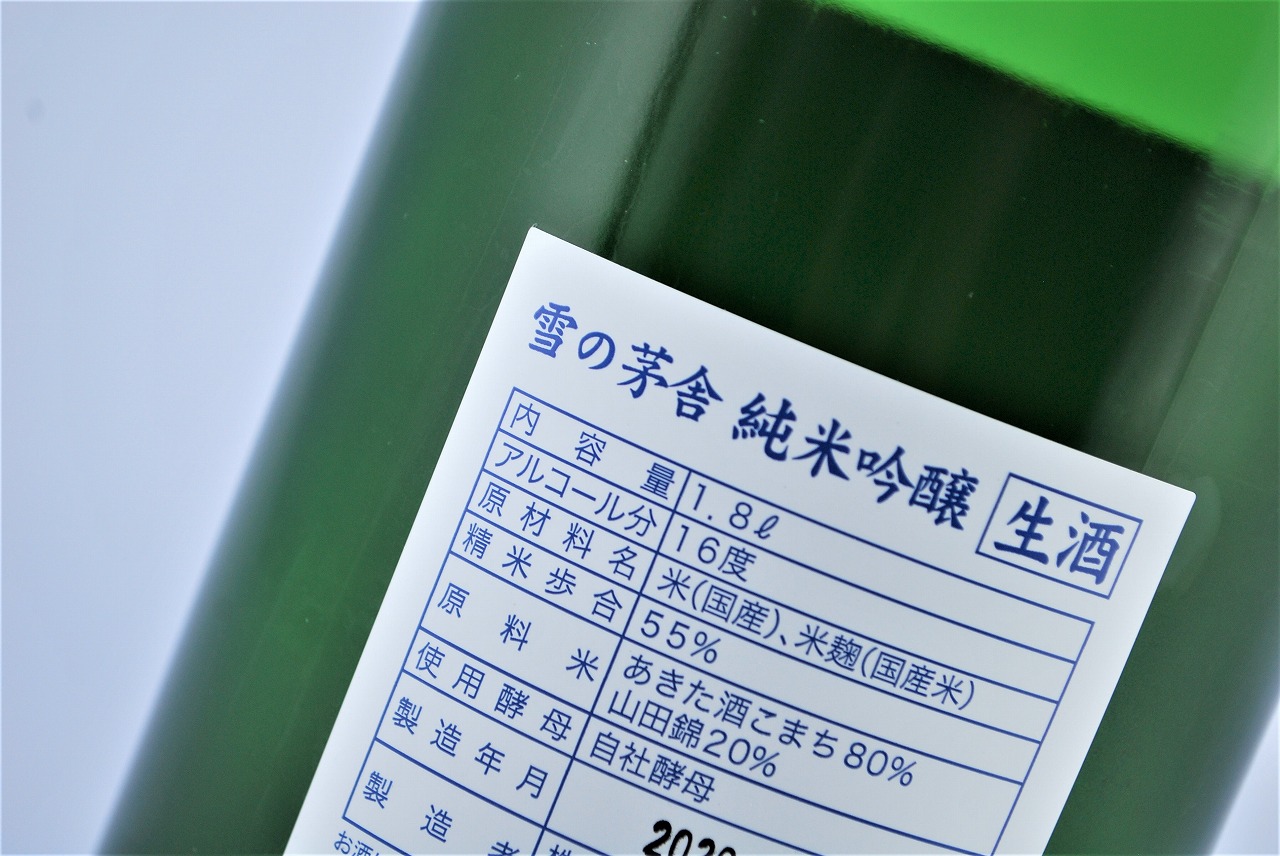 雪の茅舎 純米吟醸 生酒
内容量 1.8ℓ
アルコール分 16度
原材料名 米(国産)、米麹(国産米)
精米歩合 55%
原料米 あきた酒こまち80%
山田錦20%
使用酵母 自社酵母
製造年月
製造者 株
お酒